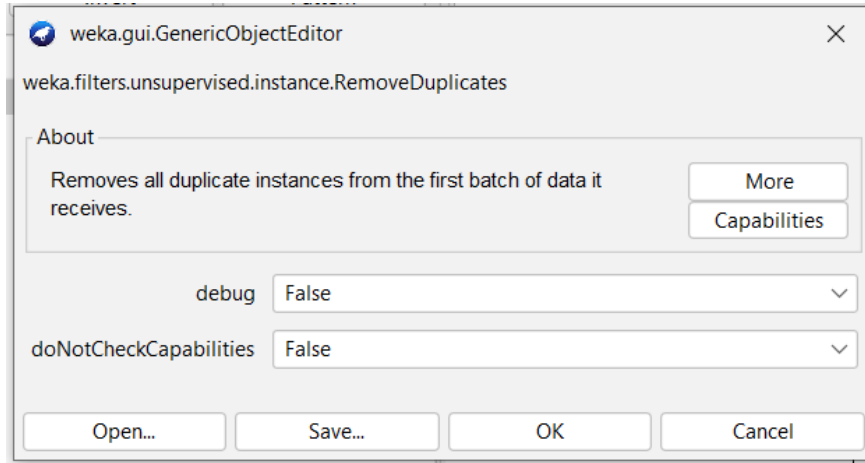 weka.gui.GenericObjectEditor
weka.filters.unsupervised.instance.RemoveDuplicates
About
Removes all duplicate instances from the first batch of data it
receives.
More
Capabilities
debug False
doNotCheckCapabilities False
Open... Save... OK Cancel